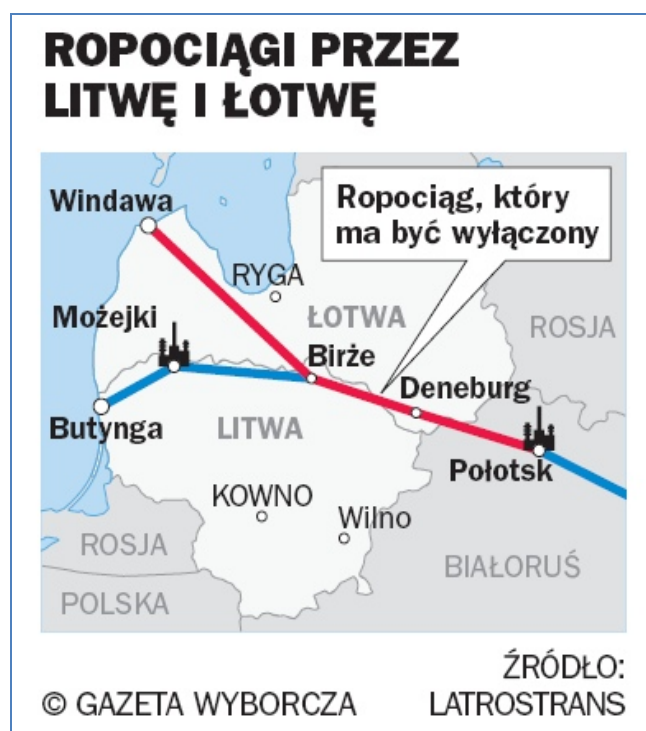 ROPOCIĄGI PRZEZ
LITWĘ I ŁOTWĘ
Windawa
Ropociąg, który
ma być wyłączony
RYGA
Możejki
ŁOTWA
ROSJA
Birże
Deneburg
Butynga
LITWA
Połotsk
KOWNO
Wilno
ROSJA
BIAŁORUŚ
POLSKA
ŹRÓDŁO:
© GAZETA WYBORCZA LATROSTRANS